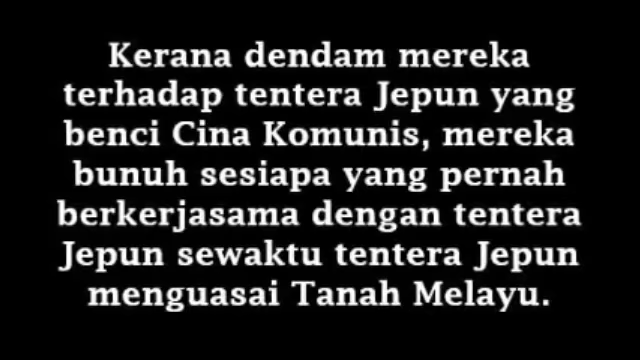 Kerana dendam mereka
terhadap tentera Jepun yang
benci Cina Komunis, mereka
bunuh sesiapa yang pernah
berkerjasama dengan tentera
Jepun sewaktu tentera Jepun
menguasai Tanah Melayu.